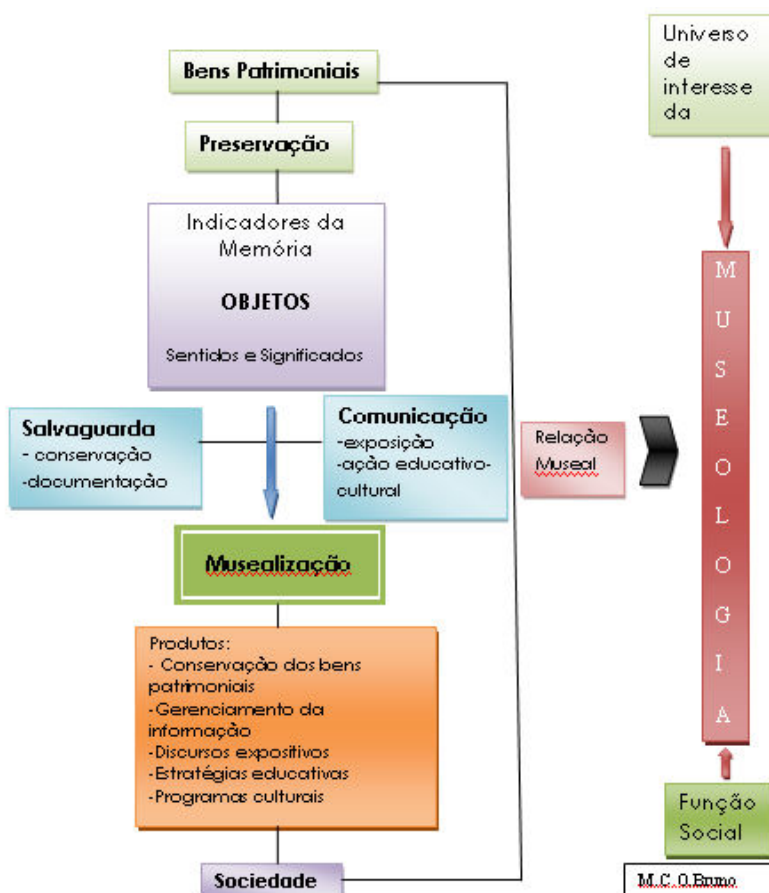 Bens Patrimoniais
Preservação
Indicadores da
Memória
OBJETOS
Sentidos e Significados
Salvaguarda
- conservação
-documentação
Comunicação
-exposição
-ação educativo-
cultural
Musealização
Produtos:
- Conservação dos bens
patrimoniais
-Gerenciamento da
informação
-Discursos expositivos
-Estratégias educativas
-Programas culturais
Sociedade
Relação
Museal
Universo
de
interesse
da
M
U
S
E
O
L
O
G
I
A
Função
Social
M.C.O.Bruno